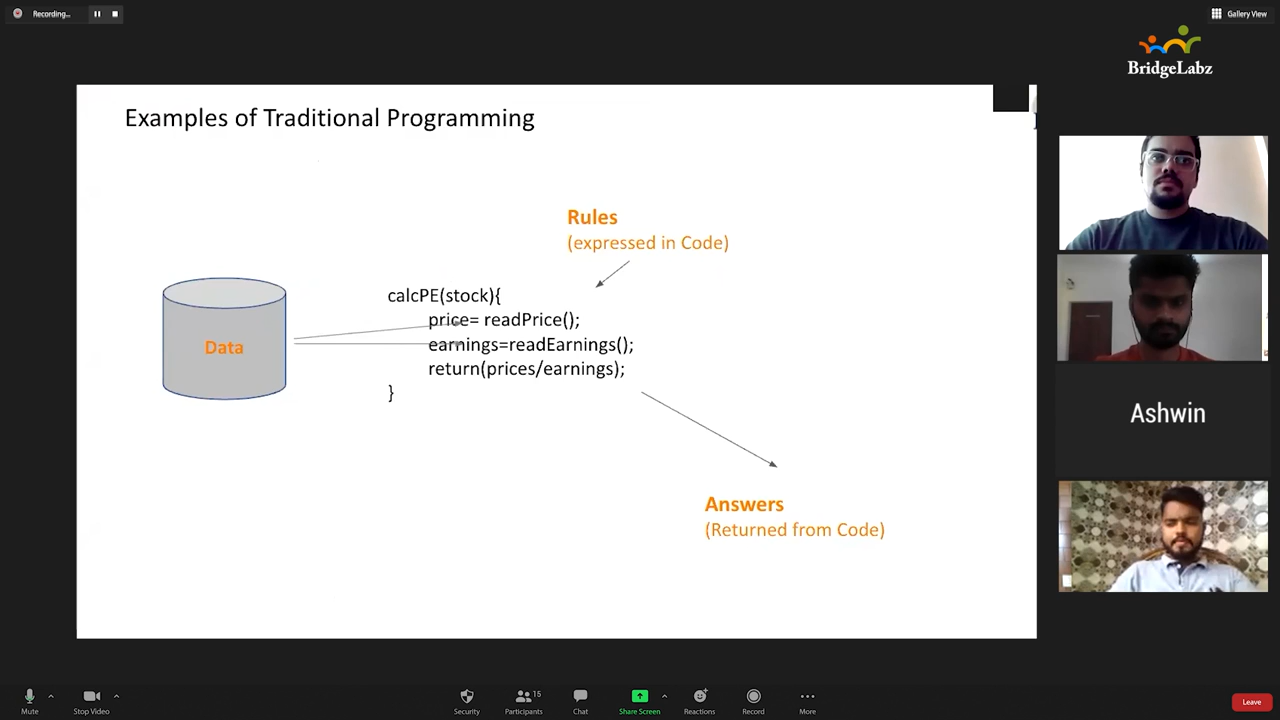 Recording...
Gallery View
BridgeLabz
Examples of Traditional Programming
Rules
(expressed in Code)
calcPE(stock){
price= readPrice();
earnings=readEarnings();
return(prices/earnings);
}
Data
Answers
(Returned from Code)
Ashwin
Mute
Stop Video
Security
Participants
15
Chat
Share Screen
Reactions
Record
More
Leave